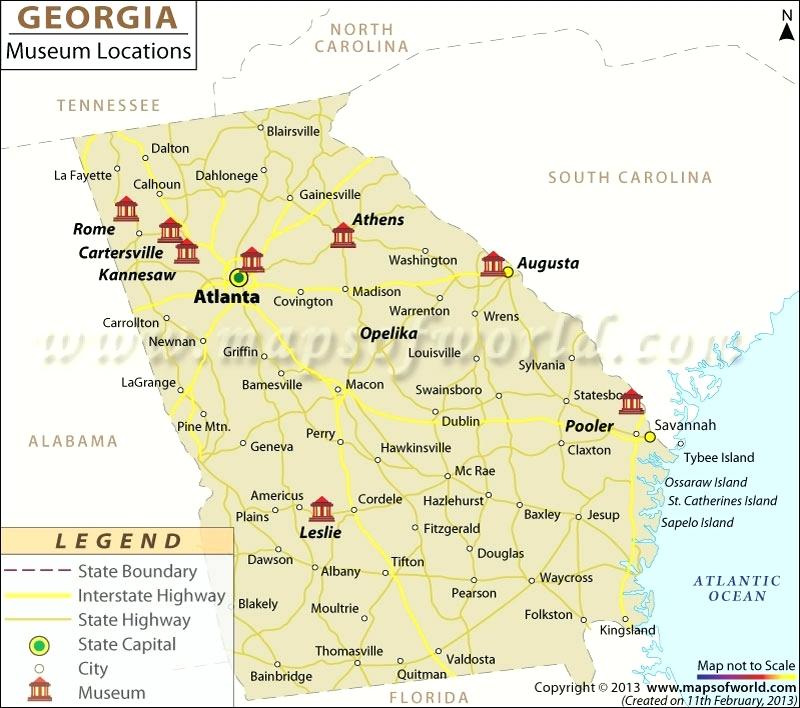 GEORGIA
Museum Locations
N
NORTH
CAROLINA
TENNESSEE
SOUTH CAROLINA
Blairsville
Dalton
La Fayette
Calhoun
Dahlonege
Gainesville
Rome
Athens
Cartersville
Kannesaw
Washington
Augusta
Atlanta
Covington
Madison
Warrenton
Wrens
Carrollton
Opelika
www.mapsofworld.com
Newnan
Griffin
Louisville
Sylvania
LaGrange
Bamesville
Macon
Swainsboro
Statesbo
Pine Mtn.
Dublin
Pooler
Savannah
ALABAMA
Perry
Geneva
Hawkinsville
Claxton
Tybee Island
Mc Rae
Ossaraw Island
Americus
Cordele
Hazlehurst
St. Catherines Island
Plains
Baxley
Jesup
Sapelo Island
Leslie
Fitzgerald
Dawson
Albany
Tifton
Douglas
Waycross
ATLANTIC
OCEAN
Pearson
Blakely
Moultrie
Folkston
Kingsland
Thomasville
Valdosta
Bainbridge
Quitman
FLORIDA
LEGEND
State Boundary
Interstate Highway
State Highway
State Capital
City
Museum
Map not to Scale
Copyright © 2013 www.mapsofworld.com
(Created on 11th February, 2013)